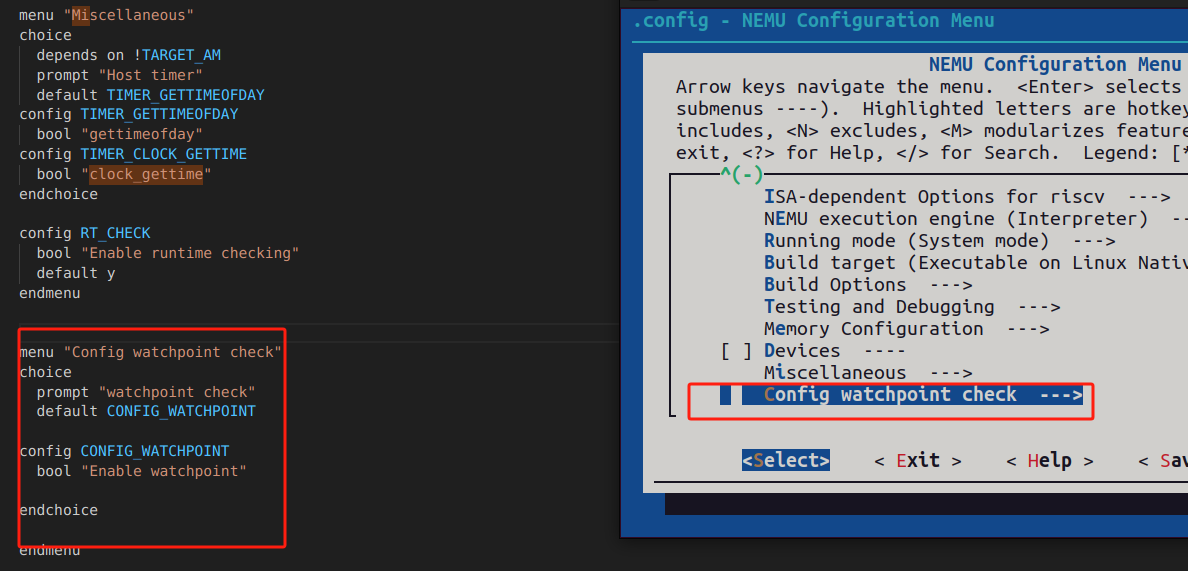 menu "Miscellaneous"
choice
depends on !TARGET_AM
prompt "Host timer"
default TIMER_GETTIMEOFDAY
config TIMER_GETTIMEOFDAY
bool "gettimeofday"
config TIMER_CLOCK_GETTIME
bool "clock_gettime"
endchoice
config RT_CHECK
bool "Enable runtime checking"
default y
endmenu
menu "Config watchpoint check"
choice
prompt "watchpoint check"
default CONFIG_WATCHPOINT
config CONFIG_WATCHPOINT
bool "Enable watchpoint"
endchoice
endmenu
.config - NEMU Configuration Menu
NEMU Configuration Menu
Arrow keys navigate the menu.  <Enter> selects
submenus ----).  Highlighted letters are hotkey
includes, <N> excludes, <M> modularizes feature
exit, <?> for Help, </> for Search.  Legend: [*
^(-)
ISA-dependent Options for riscv  --->
NEMU execution engine (Interpreter)  --
Running mode (System mode)  --->
Build target (Executable on Linux Nativ
Build Options  --->
Testing and Debugging  --->
Memory Configuration  --->
[ ] Devices  ----
Miscellaneous  --->
Config watchpoint check  --->
<Select>    < Exit >    < Help >    < Sav